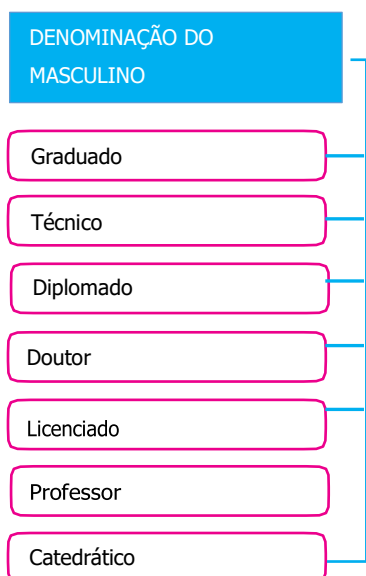 DENOMINAÇÃO DO
MASCULINO
Graduado
Técnico
Diplomado
Doutor
Licenciado
Professor
Catedrático